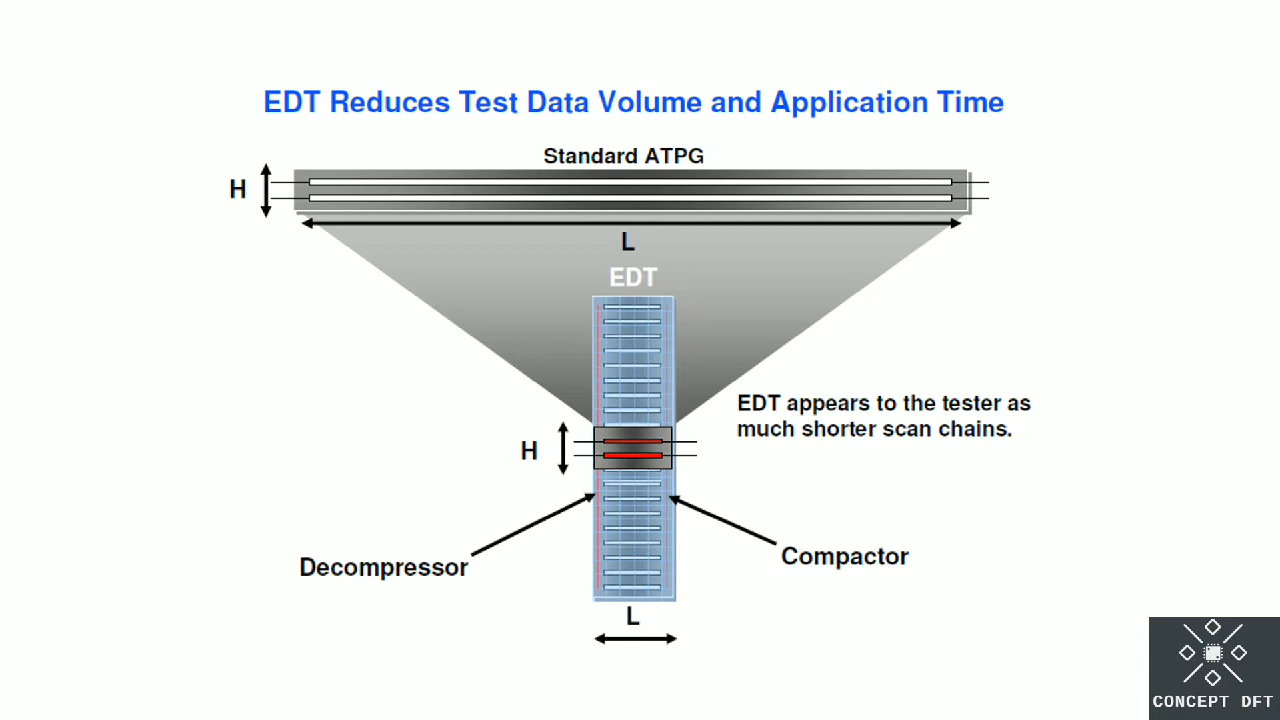 EDT Reduces Test Data Volume and Application Time
Standard ATPG
H
L
EDT
EDT appears to the tester as
much shorter scan chains.
H
Decompressor
Compactor
L
CONCEPT DFT